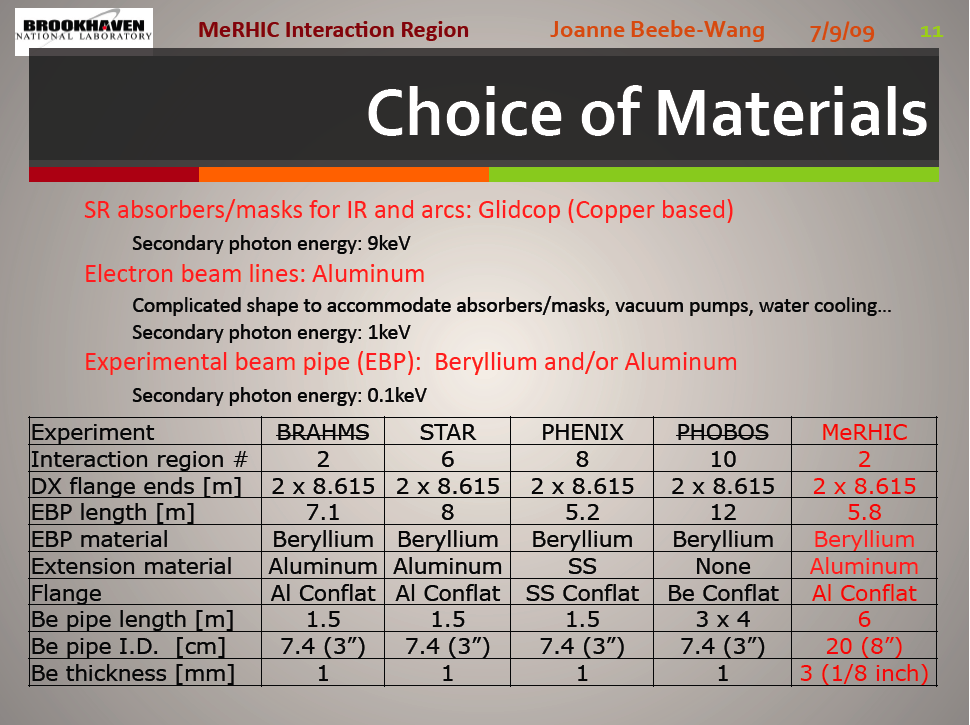 BROOKHAVEN
NATIONAL LABORATORY
MeRHIC Interaction Region Joanne Beebe-Wang 7/9/09 11
Choice of Materials
SR absorbers/masks for IR and arcs: Glidcop (Copper based)
Secondary photon energy: 9keV
Electron beam lines: Aluminum
Complicated shape to accommodate absorbers/masks, vacuum pumps, water cooling...
Secondary photon energy: 1keV
Experimental beam pipe (EBP): Beryllium and/or Aluminum
Secondary photon energy: 0.1keV
Experiment BRAHMS STAR PHENIX PHOBOS MeRHIC
Interaction region # 2 6 8 10 2
DX flange ends [m] 2 x 8.615 2 x 8.615 2 x 8.615 2 x 8.615 2 x 8.615
EBP length [m] 7.1 8 5.2 12 5.8
EBP material Beryllium Beryllium Beryllium Beryllium Beryllium
Extension material Aluminum Aluminum SS None Aluminum
Flange Al Conflat Al Conflat SS Conflat Be Conflat Al Conflat
Be pipe length [m] 1.5 1.5 1.5 3 x 4 6
Be pipe I.D. [cm] 7.4 (3”) 7.4 (3”) 7.4 (3”) 7.4 (3”) 20 (8”)
Be thickness [mm] 1 1 1 1 3 (1/8 inch)